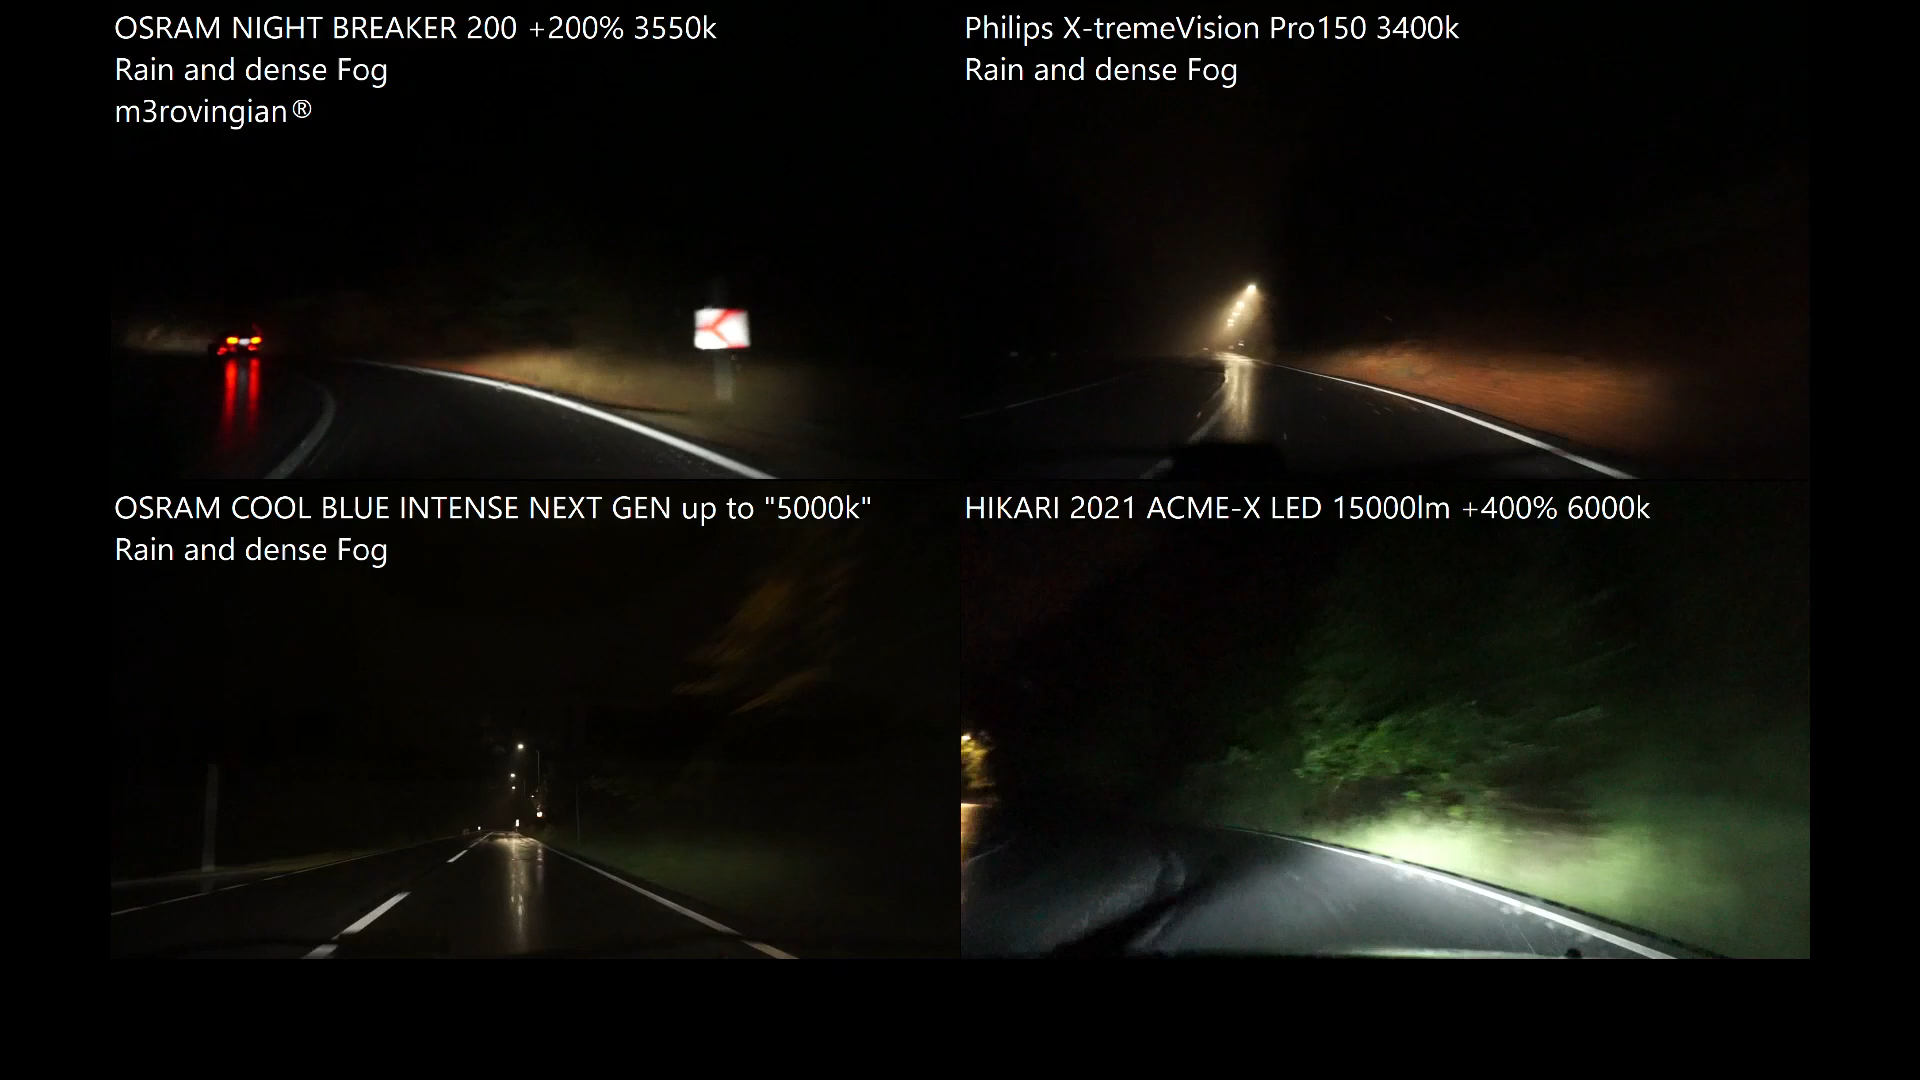 OSRAM NIGHT BREAKER 200 +200% 3550k
Rain and dense Fog
m3rovingian®
Philips X-tremeVision Pro150 3400k
Rain and dense Fog
OSRAM COOL BLUE INTENSE NEXT GEN up to "5000k"
Rain and dense Fog
HIKARI 2021 ACME-X LED 15000lm +400% 6000k